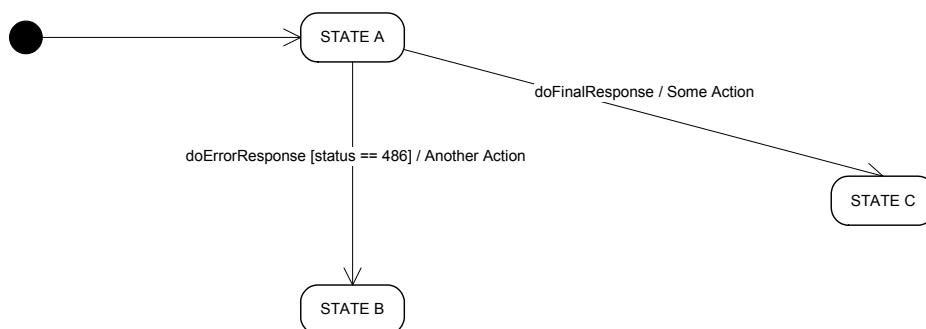 STATE A
doFinalResponse / Some Action
doErrorResponse [status == 486] / Another Action
STATE C
STATE B